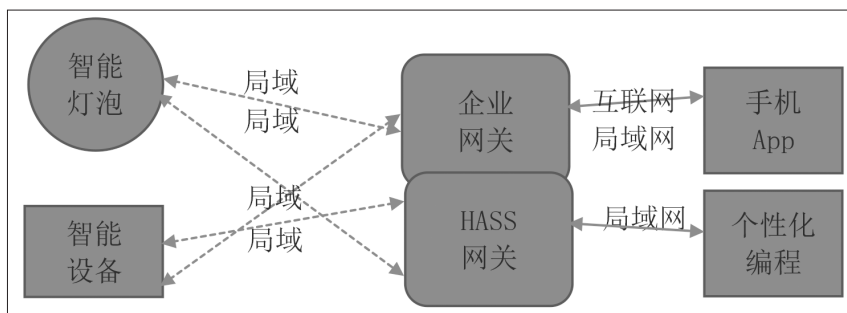 智能
灯泡
局域
局域
企业
网关
互联网
局域网
手机
App
智能
设备
局域
局域
HASS
网关
局域网
个性化
编程